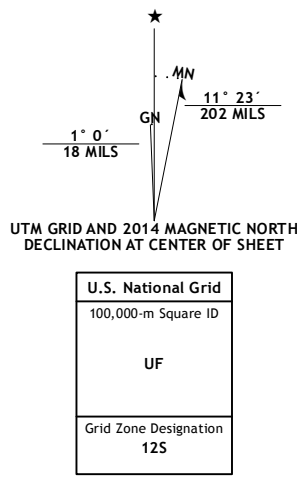 ★
MN
GN
11° 23´
202 MILS
1° 0´
18 MILS
UTM GRID AND 2014 MAGNETIC NORTH
DECLINATION AT CENTER OF SHEET
U.S. National Grid
100,000-m Square ID
UF
Grid Zone Designation
12S